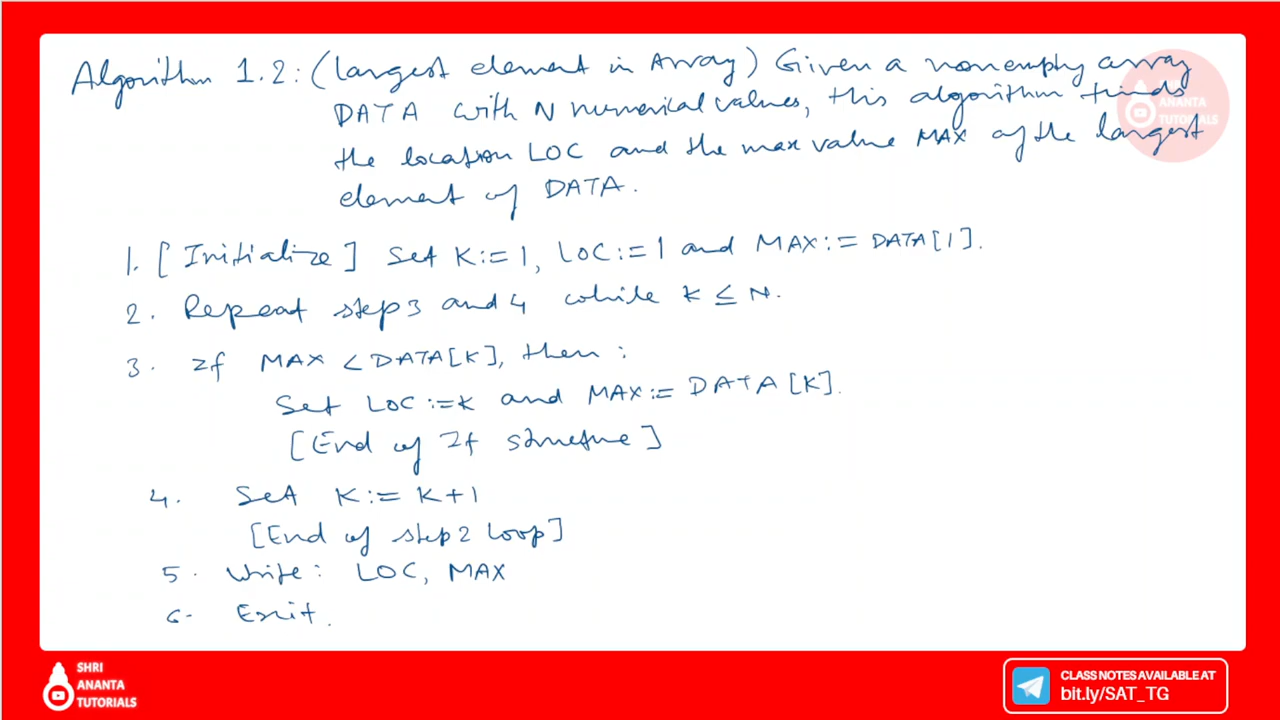 Algorithm 1.2: (largest element in Array) Given a nonempty array
DATA with N numerical values, this algorithm finds
the location LOC and the max value MAX of the largest
element of DATA.
1. [Initialize] Set K:=1, LOC:=1 and MAX:=DATA[1].
2. Repeat step 3 and 4 while K ≤ N.
3. If MAX < DATA[K], then:
Set LOC:=K and MAX:= DATA[K].
[End of If structure]
4. Set K:= K+1
[End of step 2 loop]
5. Write: LOC, MAX
6. Exit.
ANANTA
TUTORIALS
SHRI
ANANTA
TUTORIALS
CLASS NOTES AVAILABLE AT
bit.ly/SAT_TG